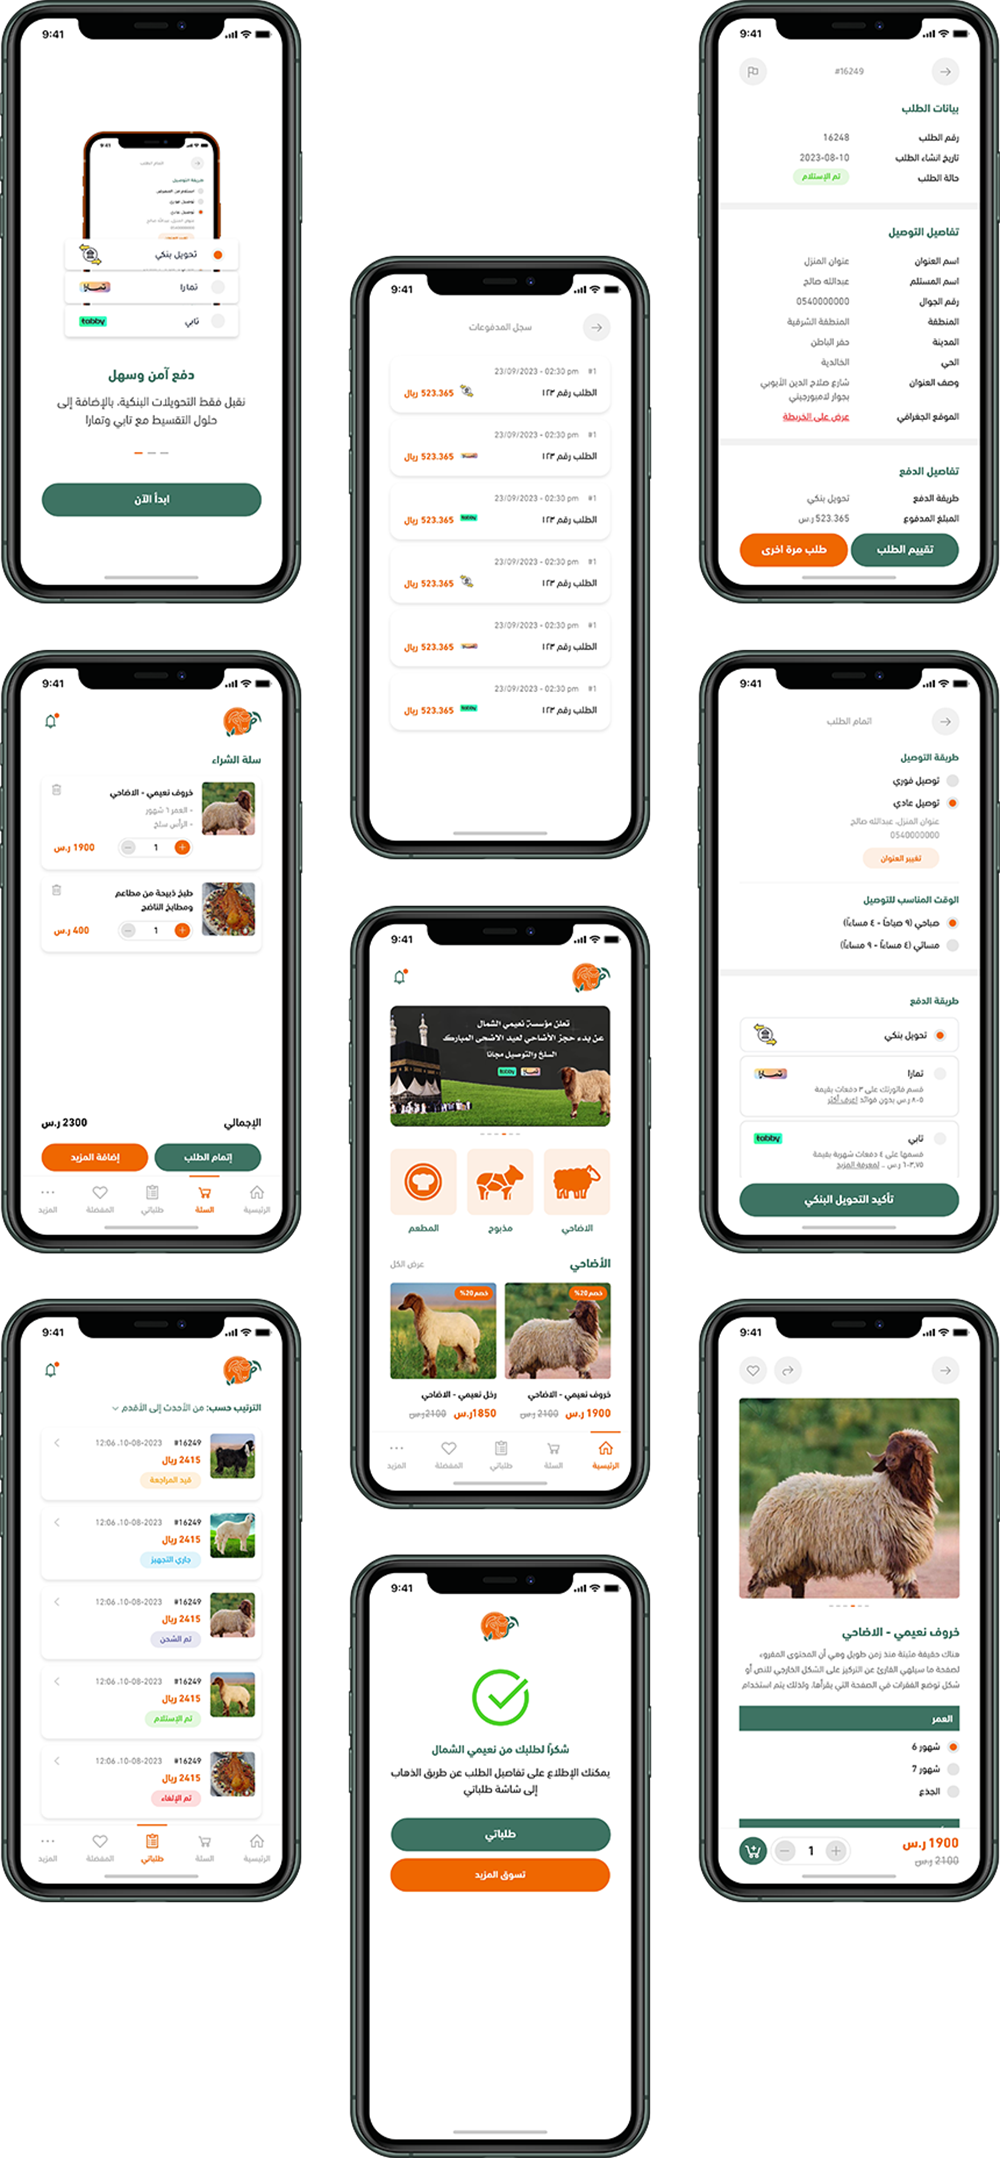 9:41
اتمام الطلب
طريقة التوصيل
توصيل فوري
توصيل عادي
تحويل بنكي
تمارا
تمارا
تابي
tabby
دفع آمن وسهل
نقبل فقط التحويلات البنكية، بالإضافة إلى
حلول التقسيط مع تابي وتمارا
ابدأ الآن
9:41
#16249
بيانات الطلب
رقم الطلب 16248
تاريخ انشاء الطلب 2023-08-10
حالة الطلب تم الإستلام
تفاصيل التوصيل
اسم العنوان عنوان المنزل
اسم المستلم عبدالله صالح
رقم الجوال 0540000000
المنطقة المنطقة الشرقية
المدينة حفر الباطن
الحي الخالدية
وصف العنوان شارع صلاح الدين الأيوبي
بجوار لامبورجيني
الموقع الجغرافي عرض على الخريطة
تفاصيل الدفع
طريقة الدفع تحويل بنكي
المبلغ المدفوع 523.365 ر.س
تقييم الطلب
طلب مرة اخرى
9:41
سجل المدفوعات
#1 23/09/2023 - 02:30 pm
الطلب رقم ١٢٣ 523.365 ريال
#1 23/09/2023 - 02:30 pm
الطلب رقم ١٢٣ 523.365 ريال
#1 23/09/2023 - 02:30 pm
الطلب رقم ١٢٣ tabby 523.365 ريال
#1 23/09/2023 - 02:30 pm
الطلب رقم ١٢٣ 523.365 ريال
#1 23/09/2023 - 02:30 pm
الطلب رقم ١٢٣ 523.365 ريال
#1 23/09/2023 - 02:30 pm
الطلب رقم ١٢٣ tabby 523.365 ريال
9:41
سلة الشراء
خروف نعيمي - الاضاحي
- العمر ٦ شهور
- الرأس سلخ
1
1900 ر.س
طبخ ذبيحة من مطاعم
ومطابخ الناضج
1
400 ر.س
الإجمالي 2300 ر.س
إتمام الطلب
إضافة المزيد
الرئيسية
السلة
طلباتي
المفضلة
المزيد
9:41
اتمام الطلب
طريقة التوصيل
توصيل فوري
توصيل عادي
عنوان المنزل، عبدالله صالح
0540000000
تغيير العنوان
الوقت المناسب للتوصيل
صباحي (٩ صباحاً - ٤ مساءاً)
مسائي (٤ مساءاً - ٩ مساءاً)
طريقة الدفع
تحويل بنكي
تمارا
تمارا
قسم فاتورتك على ٣ دفعات بقيمة
٨٠٥ ر.س بدون فوائد اعرف أكثر
تابي
tabby
قسمها على ٤ دفعات شهرية بقيمة
٦٠٣,٧٥ ر.س .. لمعرفة المزيد
تأكيد التحويل البنكي
9:41
تعلن مؤسسة نعيمي الشمال
عن بدء حجز الأضاحي لعيد الاضحى المبارك
السلخ والتوصيل مجانا
تمارا
tabby
الاضاحي
مذبوح
المطعم
الأضاحي
عرض الكل
خصم 20%
خصم 20%
خروف نعيمي - الاضاحي
1900 ر.س 2100 ر.س
رخل نعيمي - الاضاحي
1850 ر.س 2100 ر.س
الرئيسية
السلة
طلباتي
المفضلة
المزيد
9:41
الترتيب حسب: من الأحدث إلى الأقدم
#16249 10-08-2023، 12:06
2415 ريال
قيد المراجعة
#16249 10-08-2023، 12:06
2415 ريال
جاري التجهيز
#16249 10-08-2023، 12:06
2415 ريال
تم الشحن
#16249 10-08-2023، 12:06
2415 ريال
تم الإستلام
#16249 10-08-2023، 12:06
2415 ريال
تم الإلغاء
الرئيسية
السلة
طلباتي
المفضلة
المزيد
9:41
خروف نعيمي - الاضاحي
هناك حقيقة مثبتة منذ زمن طويل وهي أن المحتوى المقروء
لصفحة ما سيلهي القارئ عن التركيز على الشكل الخارجي للنص أو
شكل توضع الفقرات في الصفحة التي يقرأها. ولذلك يتم استخدام
العمر
6 شهور
7 شهور
الجذع
1900 ر.س
2100 ر.س
1
9:41
شكراً لطلبك من نعيمي الشمال
يمكنك الإطلاع على تفاصيل الطلب عن طريق الذهاب
إلى شاشة طلباتي
طلباتي
تسوق المزيد